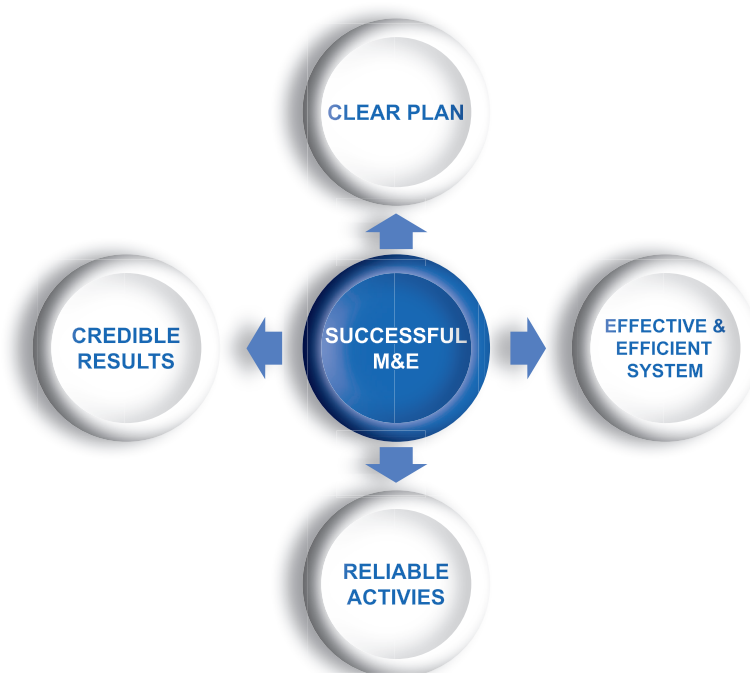 CLEAR PLAN
CREDIBLE
RESULTS
SUCCESSFUL
M&E
EFFECTIVE &
EFFICIENT
SYSTEM
RELIABLE
ACTIVIES